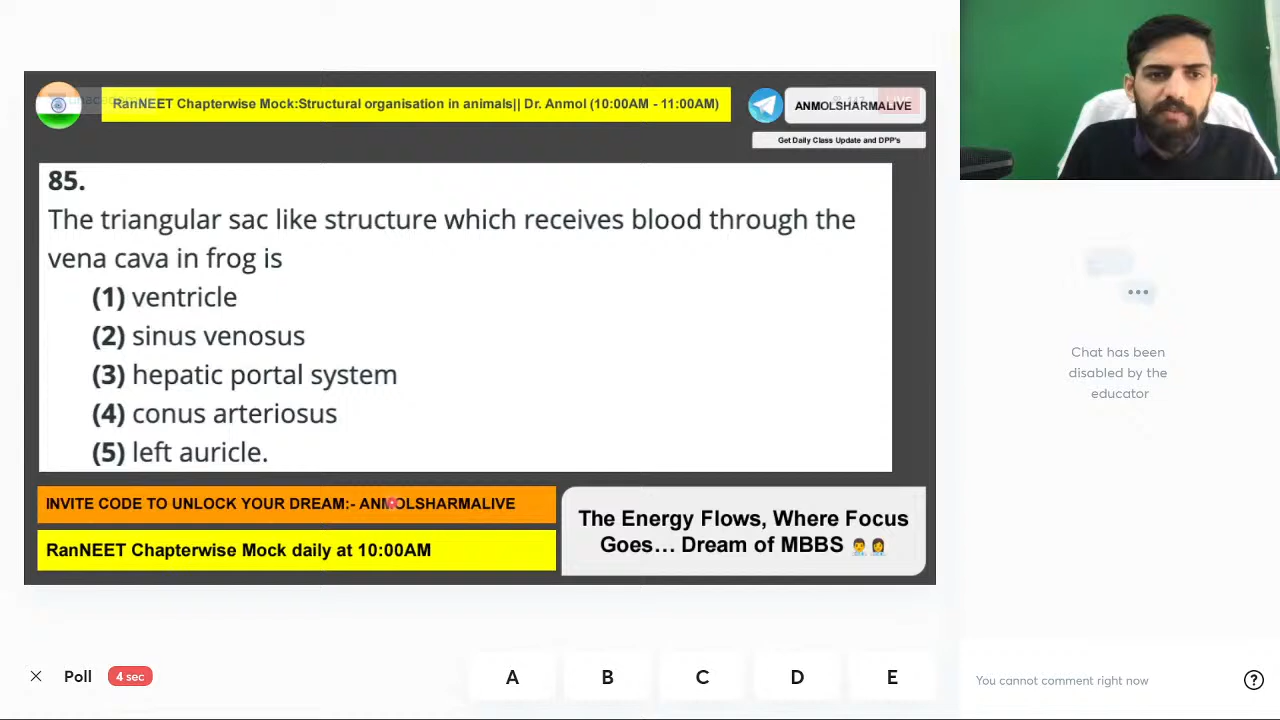 RanNEET Chapterwise Mock:Structural organisation in animals|| Dr. Anmol (10:00AM - 11:00AM)
ANMOLSHARMALIVE
Get Daily Class Update and DPP's
85.
The triangular sac like structure which receives blood through the
vena cava in frog is
(1) ventricle
(2) sinus venosus
(3) hepatic portal system
(4) conus arteriosus
(5) left auricle.
INVITE CODE TO UNLOCK YOUR DREAM:- ANMOLSHARMALIVE
RanNEET Chapterwise Mock daily at 10:00AM
The Energy Flows, Where Focus
Goes... Dream of MBBS 👨‍⚕️👩‍⚕️
Chat has been
disabled by the
educator
Poll
4 sec
A B C D E
You cannot comment right now